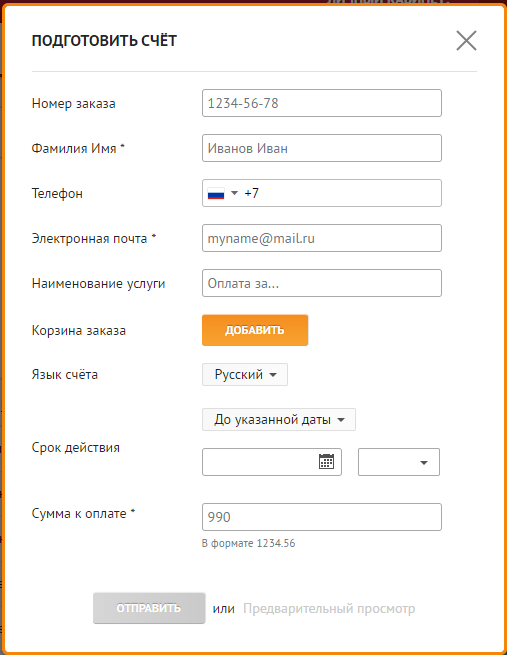 ПОДГОТОВИТЬ СЧЁТ
Номер заказа 1234-56-78
Фамилия Имя * Иванов Иван
Телефон +7
Электронная почта * myname@mail.ru
Наименование услуги Оплата за...
Корзина заказа ДОБАВИТЬ
Язык счёта Русский
До указанной даты
Срок действия
Сумма к оплате * 990
В формате 1234.56
ОТПРАВИТЬ или Предварительный просмотр